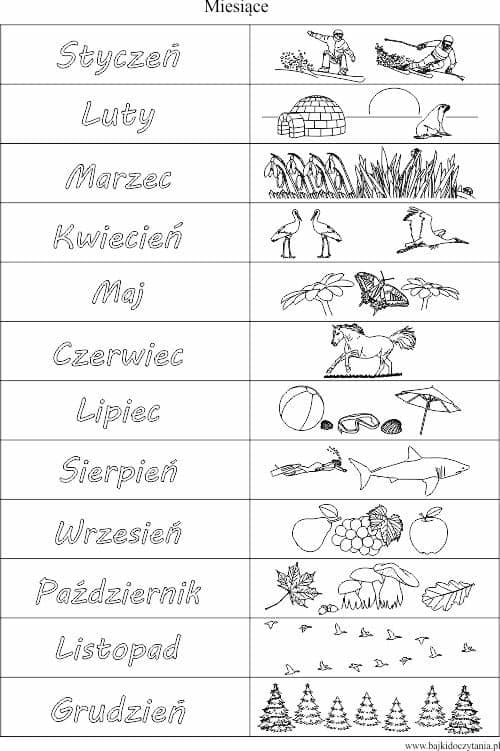 Miesiące
Styczeń
Luty
Marzec
Kwiecień
Maj
Czerwiec
Lipiec
Sierpień
Wrzesień
Październik
Listopad
Grudzień
www.bajkidoczytania.pl